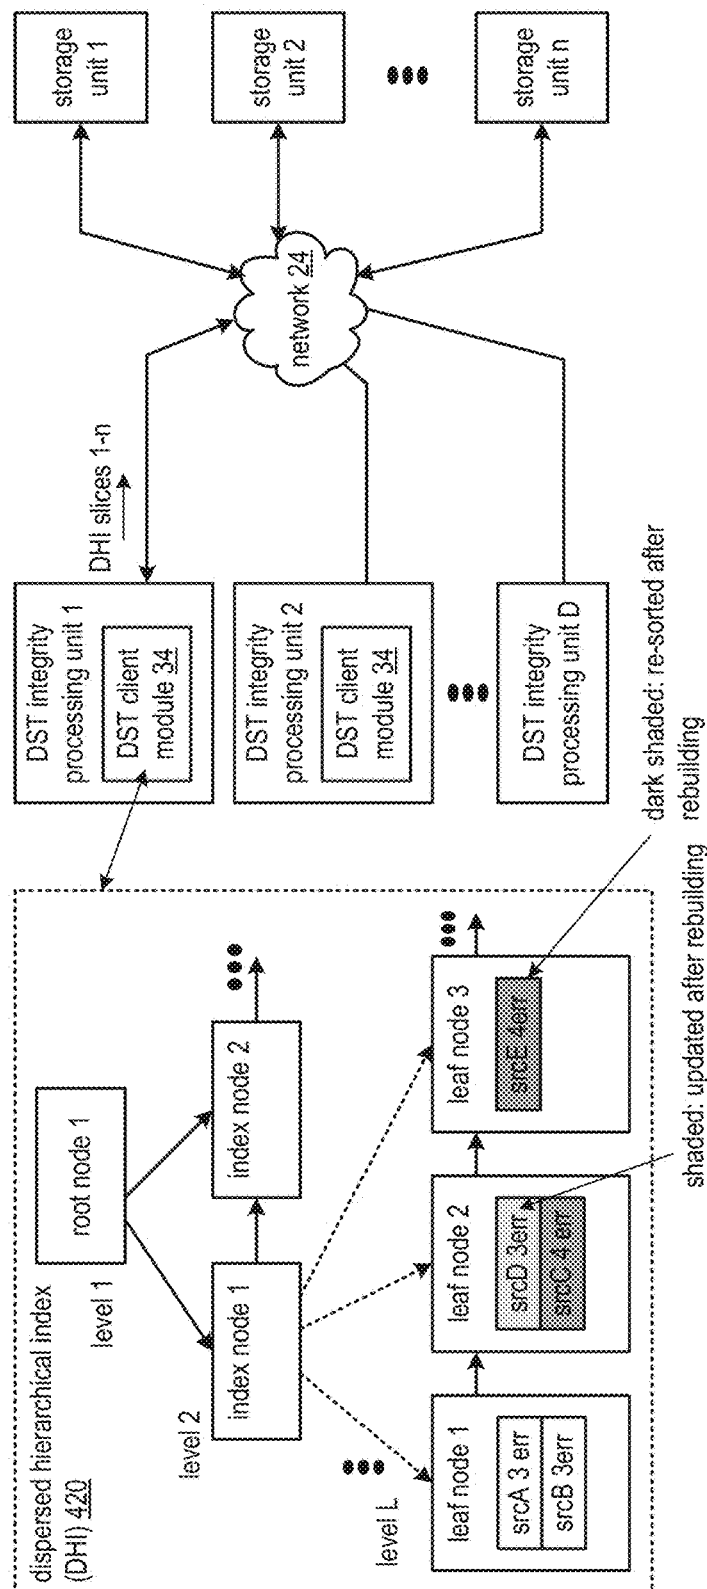 dispersed hierarchical index
(DHI) 420
root node 1
level 1
level 2
index node 1
index node 2
level L
leaf node 1
srcA 3 err
srcB 3err
leaf node 2
srcD 3err
srcC 4 err
leaf node 3
srcE 4err
shaded: updated after rebuilding
dark shaded: re-sorted after
rebuilding
DST integrity
processing unit 1
DST client
module 34
DHI slices 1-n
DST integrity
processing unit 2
DST client
module 34
DST integrity
processing unit D
network 24
storage
unit 1
storage
unit 2
storage
unit n